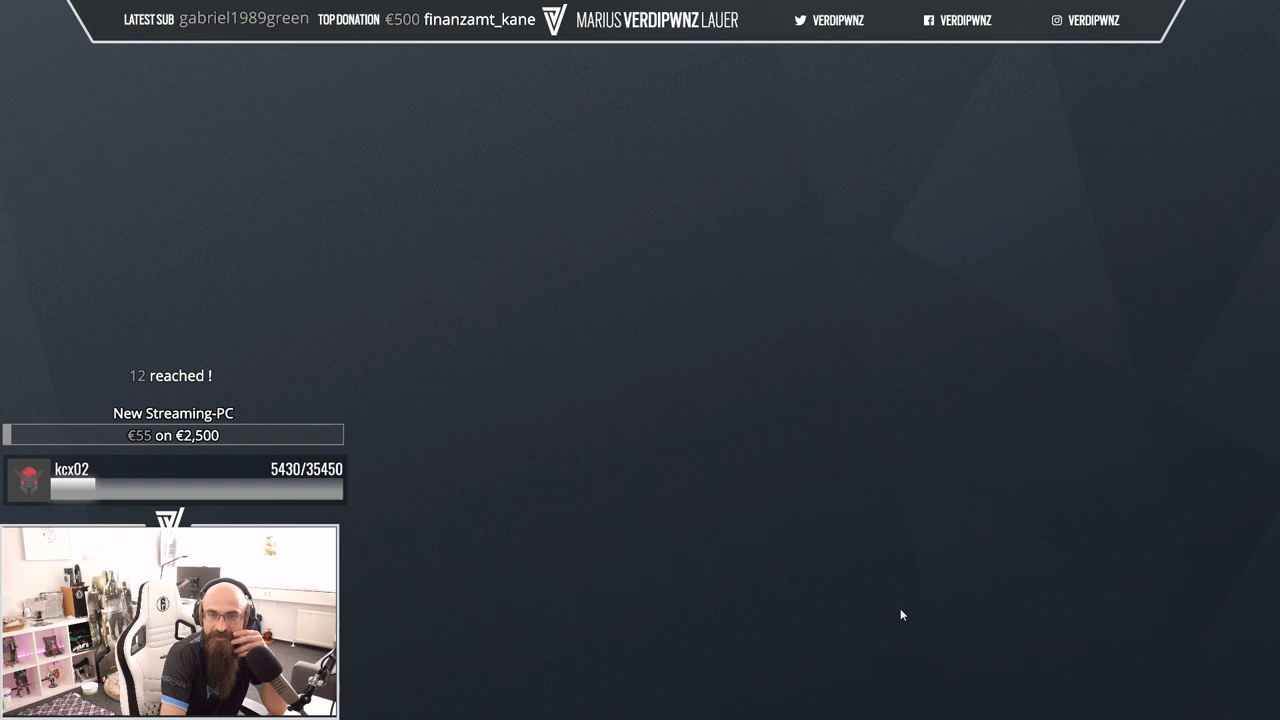 LATEST SUB gabriel1989green TOP DONATION €500 finanzamt_kane MARIUS VERDIPWNZ LAUER VERDIPWNZ VERDIPWNZ VERDIPWNZ
12 reached !
New Streaming-PC
€55 on €2,500
kcx02 5430/35450